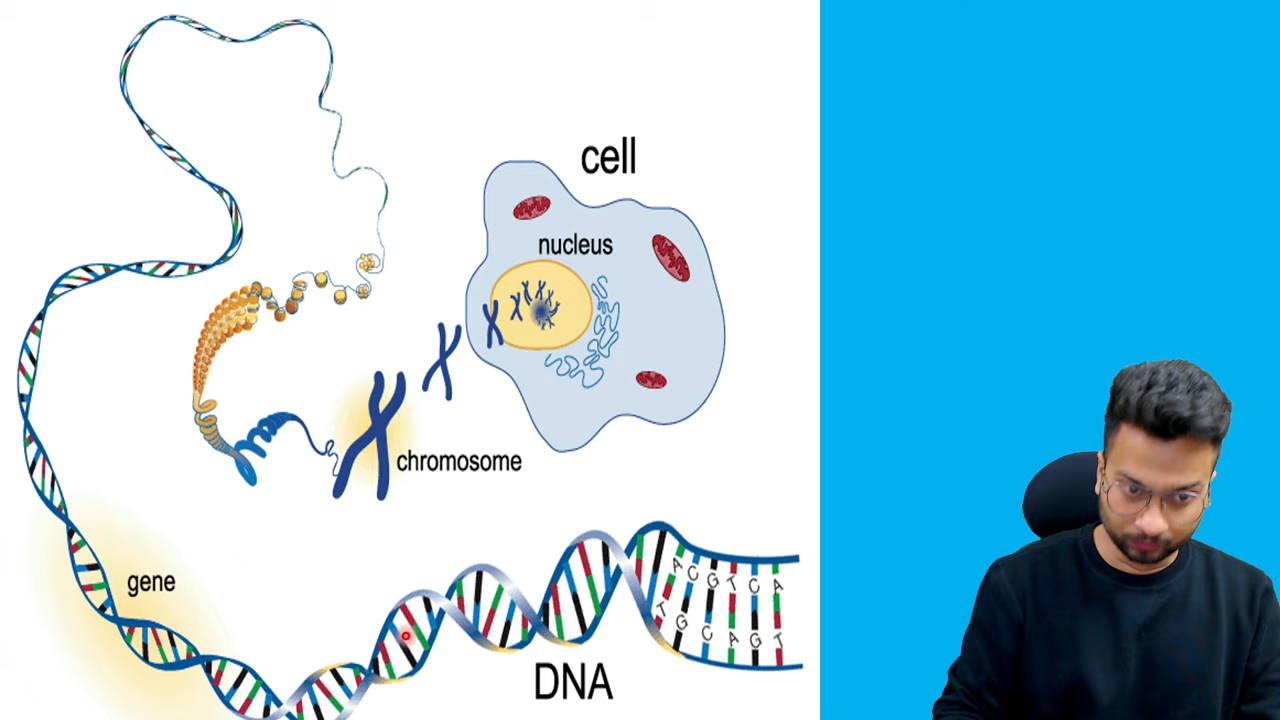 cell
nucleus
chromosome
gene
ACGTCA
TGCAGT
DNA